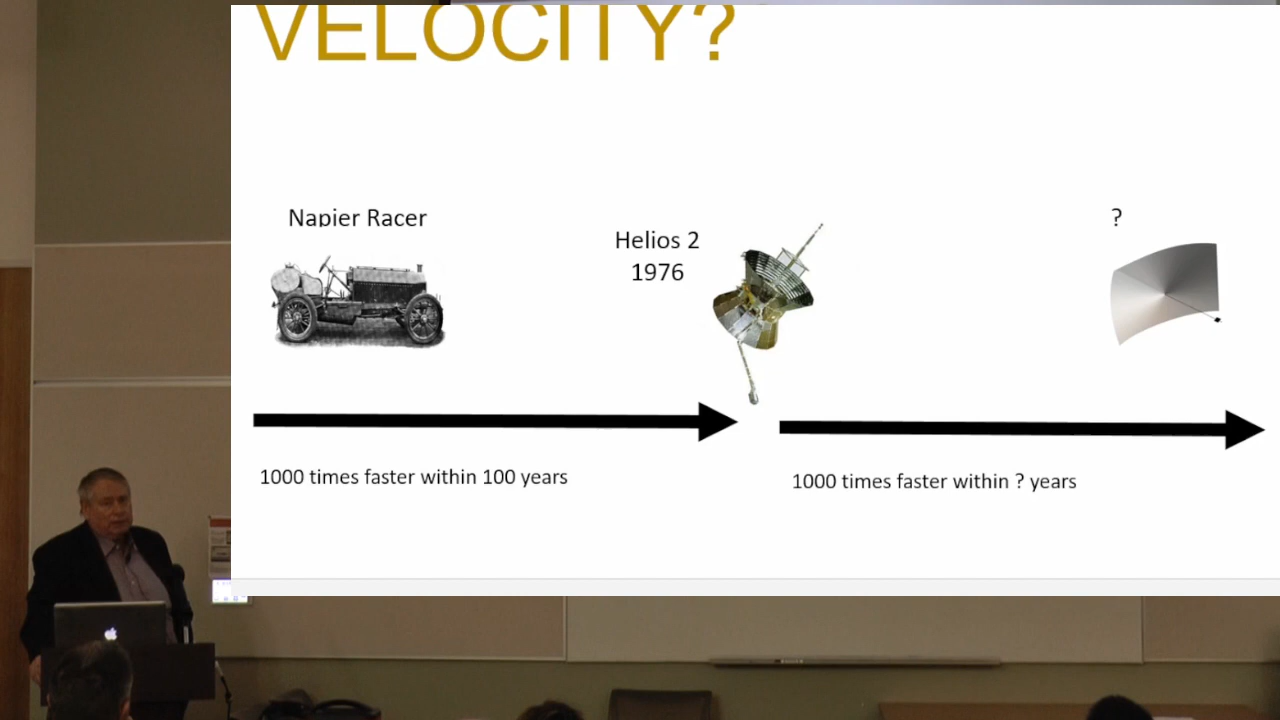 VELOCITY?
Napier Racer
Helios 2
1976
?
1000 times faster within 100 years
1000 times faster within ? years